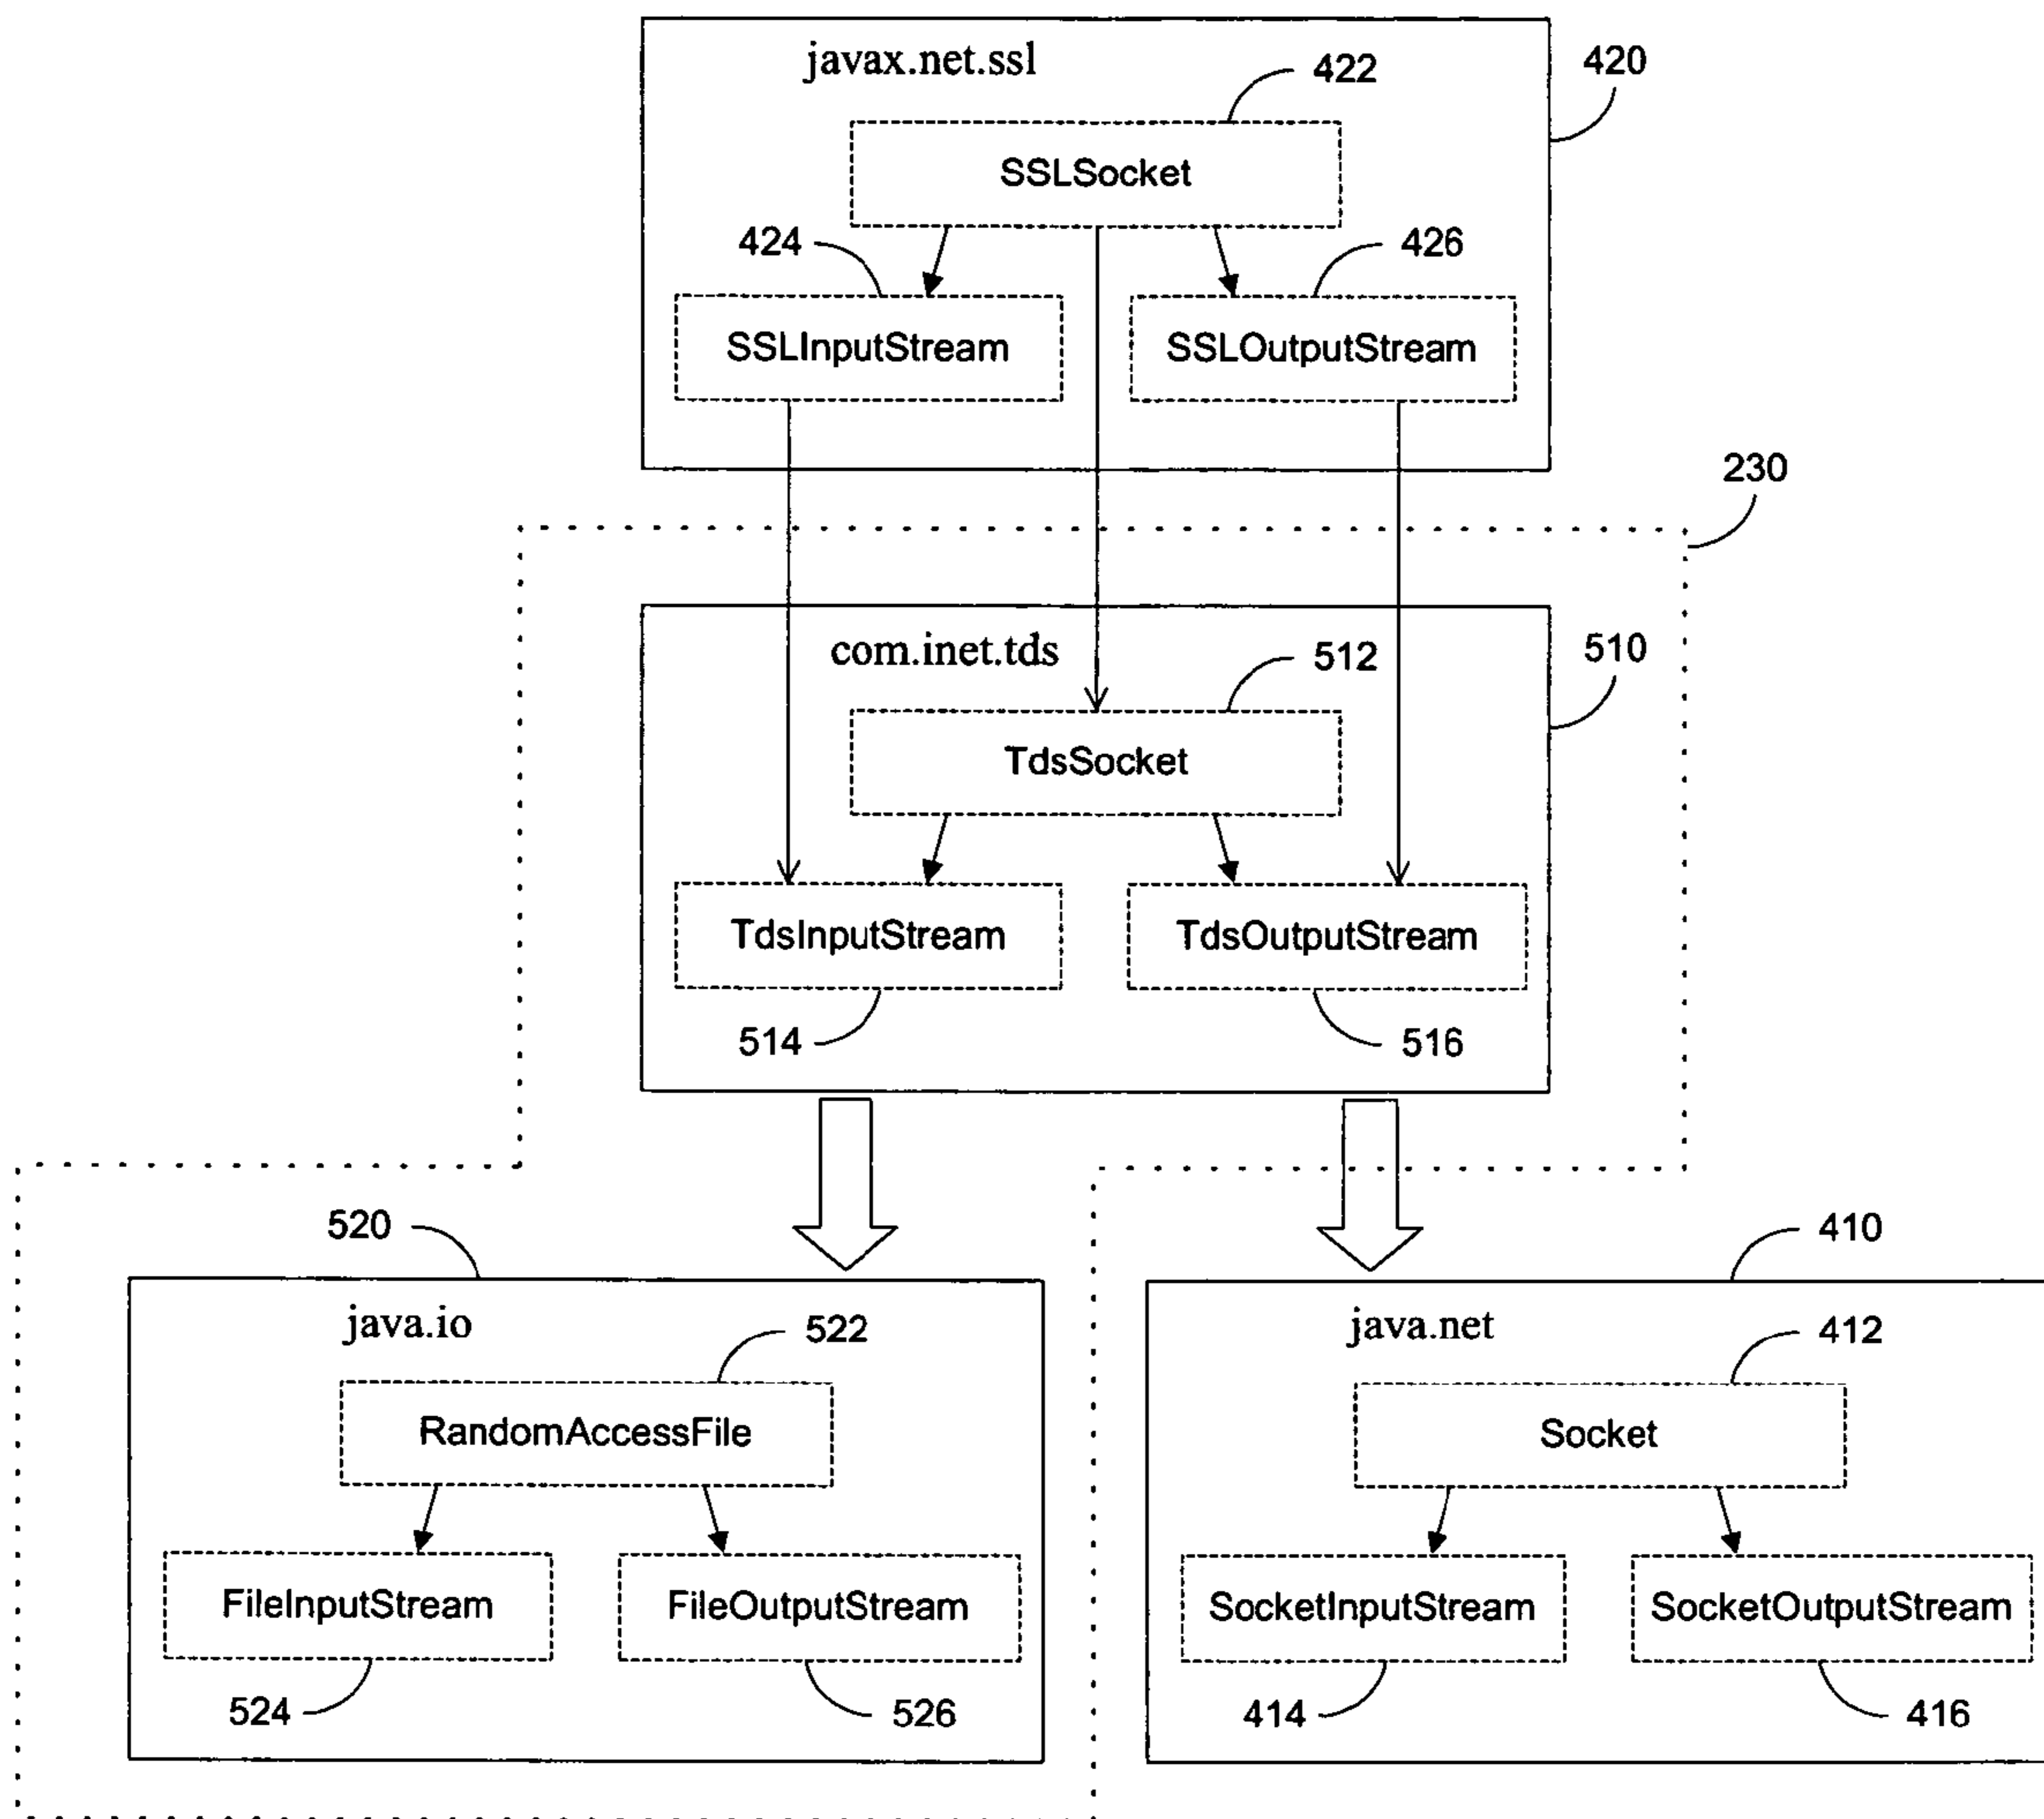 javax.net.ssl
422
420
SSLSocket
424
426
SSLInputStream
SSLOutputStream
230
com.inet.tds
512
510
TdsSocket
TdsInputStream
TdsOutputStream
514
516
520
410
java.io
522
java.net
412
RandomAccessFile
Socket
FileInputStream
FileOutputStream
SocketInputStream
SocketOutputStream
524
526
414
416